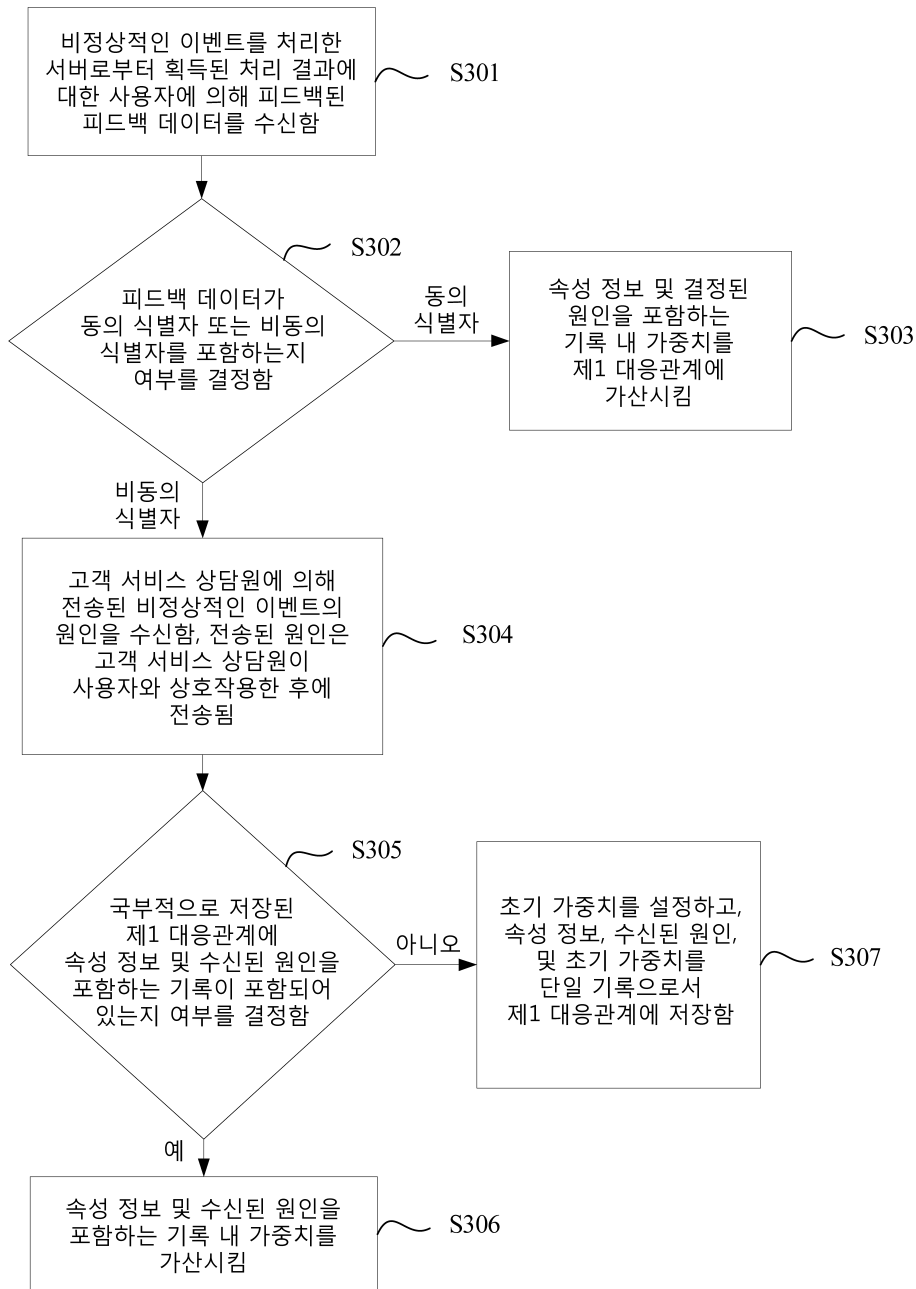 비정상적인 이벤트를 처리한
서버로부터 획득된 처리 결과에
대한 사용자에 의해 피드백된
피드백 데이터를 수신함
S301
S302
피드백 데이터가
동의 식별자 또는 비동의
식별자를 포함하는지
여부를 결정함
동의
식별자
속성 정보 및 결정된
원인을 포함하는
기록 내 가중치를
제1 대응관계에
가산시킴
S303
비동의
식별자
고객 서비스 상담원에 의해
전송된 비정상적인 이벤트의
원인을 수신함, 전송된 원인은
고객 서비스 상담원이
사용자와 상호작용한 후에
전송됨
S304
S305
국부적으로 저장된
제1 대응관계에
속성 정보 및 수신된 원인을
포함하는 기록이 포함되어
있는지 여부를 결정함
아니오
초기 가중치를 설정하고,
속성 정보, 수신된 원인,
및 초기 가중치를
단일 기록으로서
제1 대응관계에 저장함
S307
예
속성 정보 및 수신된 원인을
포함하는 기록 내 가중치를
가산시킴
S306